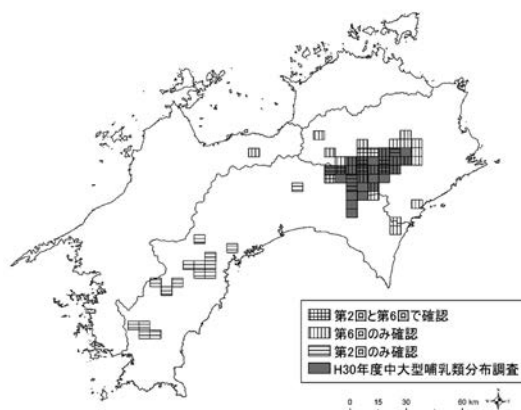 第2回と第6回で確認
第6回のみ確認
第2回のみ確認
H30年度中大型哺乳類分布調査
0 15 30 60 km